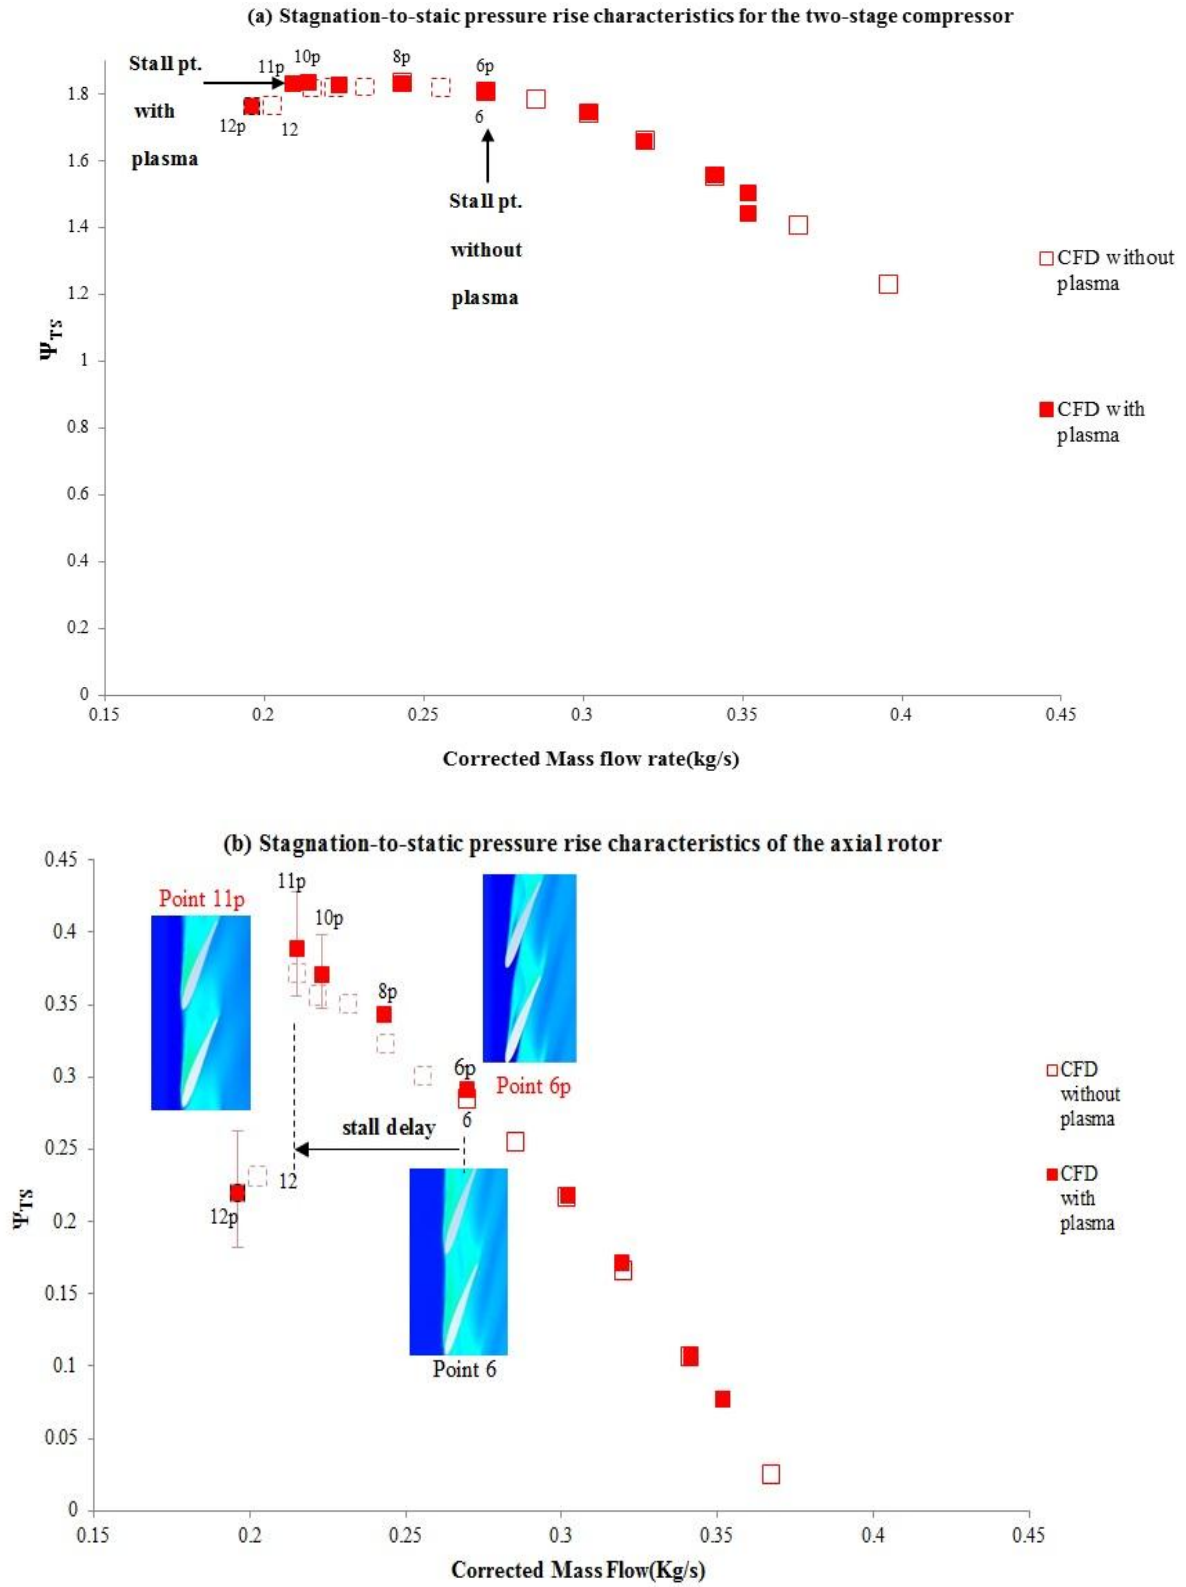 (a) Stagnation-to-staic pressure rise characteristics for the two-stage compressor
Stall pt.
with
plasma
11p
10p
8p
6p
12p
12
6
Stall pt.
without
plasma
1.8
1.6
1.4
1.2
1
0.8
0.6
0.4
0.2
0
ΨTS
0.15
0.2
0.25
0.3
0.35
0.4
0.45
Corrected Mass flow rate(kg/s)
CFD without
plasma
CFD with
plasma
(b) Stagnation-to-static pressure rise characteristics of the axial rotor
0.45
0.4
0.35
0.3
0.25
0.2
0.15
0.1
0.05
0
ΨTS
Point 11p
11p
10p
8p
6p
6
Point 6p
stall delay
12
12p
Point 6
0.15
0.2
0.25
0.3
0.35
0.4
0.45
Corrected Mass Flow(Kg/s)
CFD
without
plasma
CFD
with
plasma